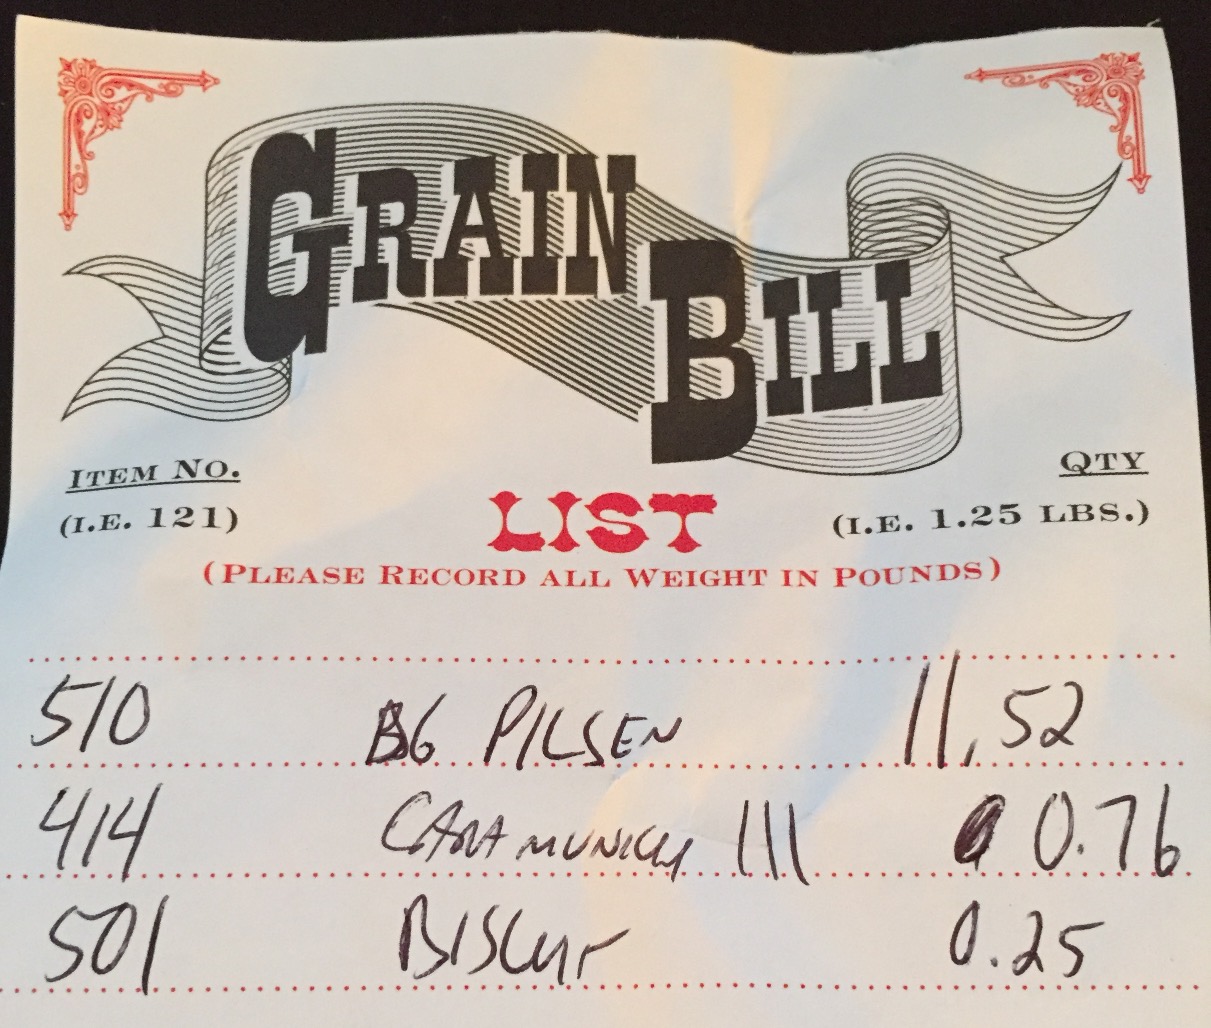 GRAIN BILL
ITEM NO. QTY
(I.E. 121) LIST (I.E. 1.25 LBS.)
(PLEASE RECORD ALL WEIGHT IN POUNDS)
510 BG PILSEN 11,52
414 CARAMUNICH III 0.76
501 BISCUIT 0.25